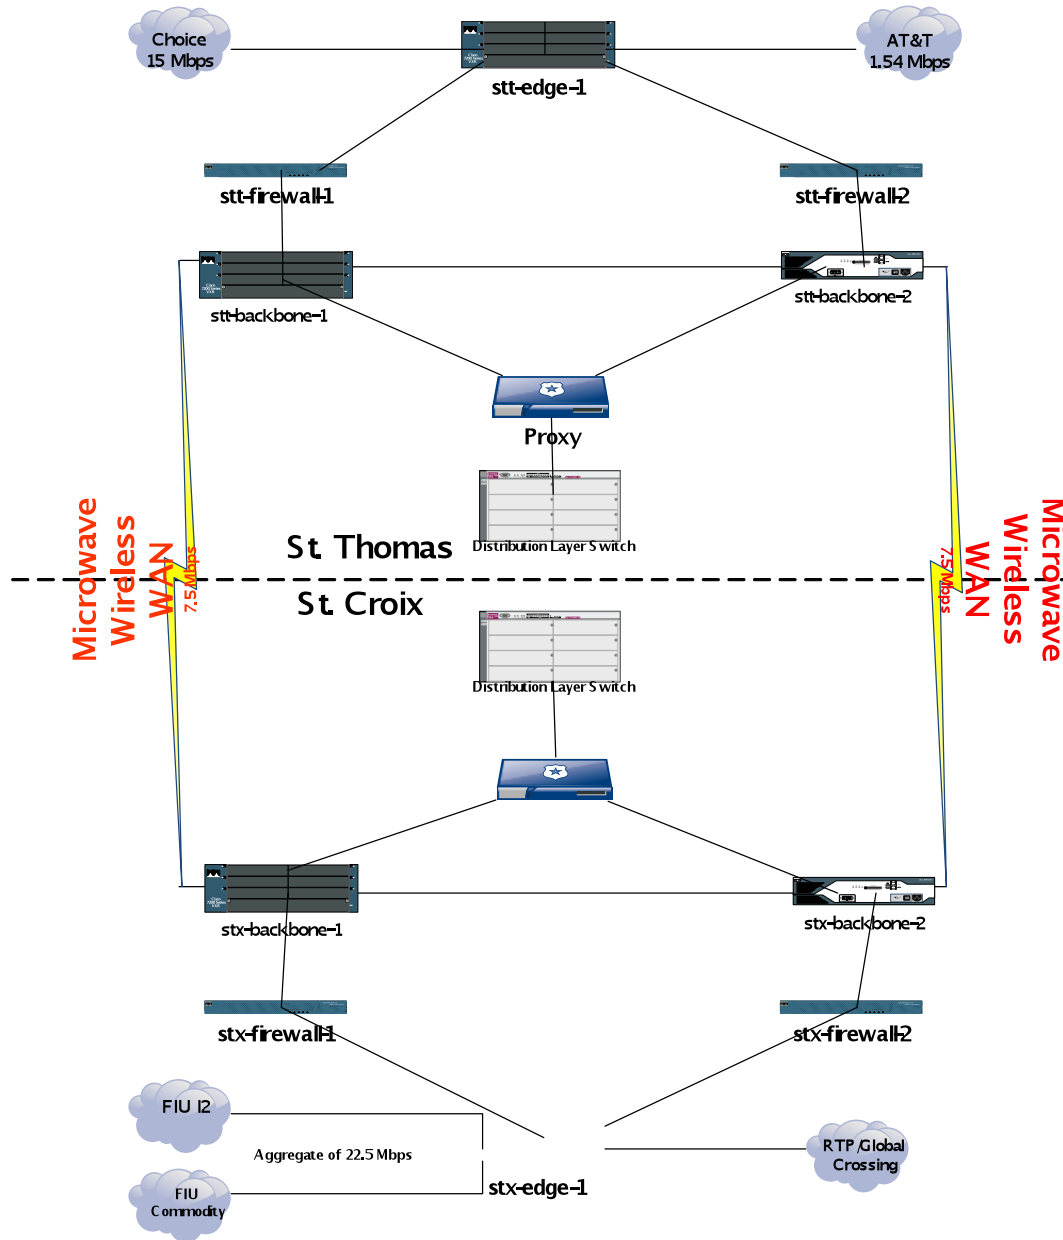 Choice
15 Mbps
AT&T
1.54 Mbps
stt-edge-1
stt-firewall-1
stt-firewall-2
stt-backbone-1
stt-backbone-2
Proxy
Distribution Layer Switch
St. Thomas
Microwave
Wireless
WAN
7.5 Mbps
Microwave
Wireless
WAN
7.5 Mbps
St. Croix
Distribution Layer Switch
stx-backbone-1
stx-backbone-2
stx-firewall-1
stx-firewall-2
FIU I2
Aggregate of 22.5 Mbps
FIU
Commodity
stx-edge-1
RTP/Global
Crossing